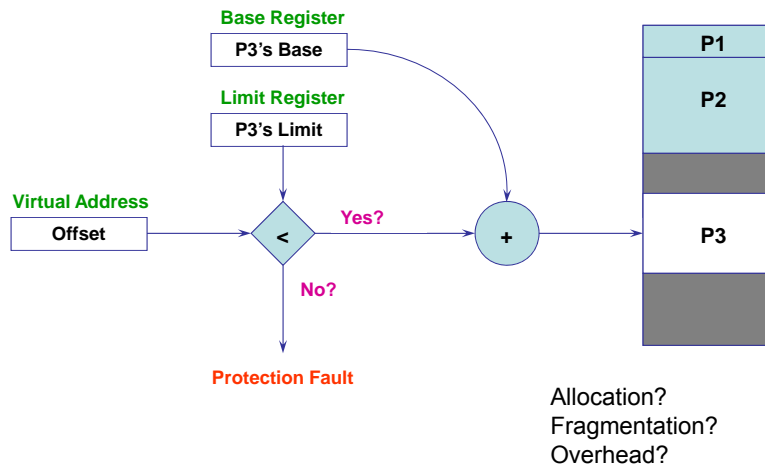 Base Register
P3's Base
P1
Limit Register
P2
P3's Limit
Virtual Address
Offset
<
Yes?
+
P3
No?
Protection Fault
Allocation?
Fragmentation?
Overhead?